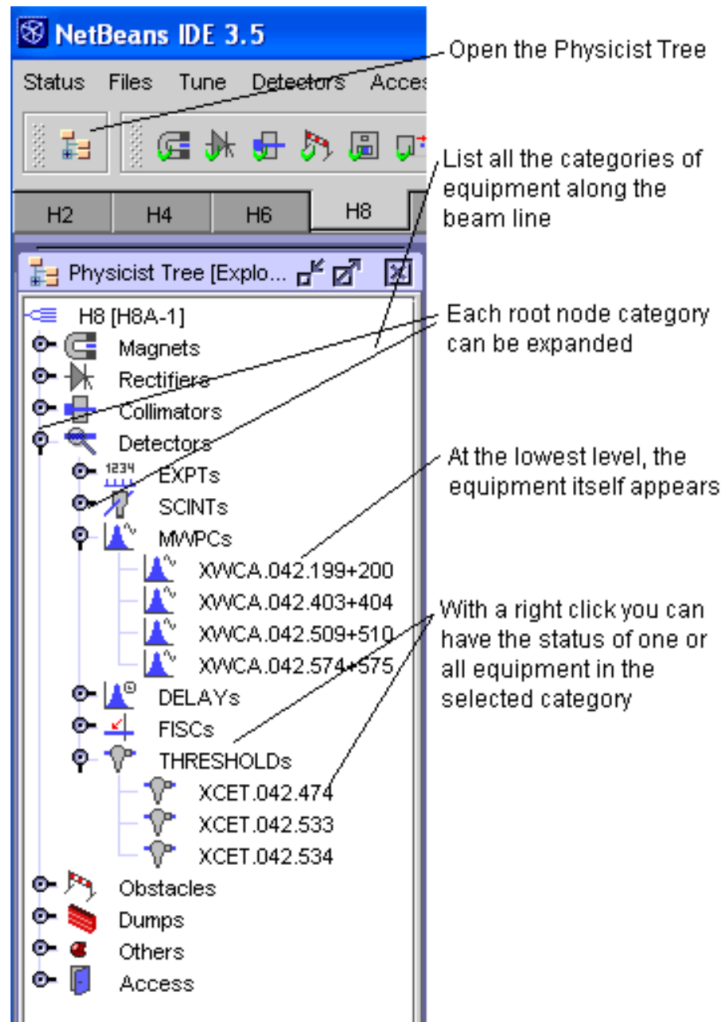 NetBeans IDE 3.5
Open the Physicist Tree
Status Files Tune Detectors Acces
List all the categories of
equipment along the
beam line
H2 H4 H6 H8
Physicist Tree [Explo...
H8 [H8A-1]
Each root node category
can be expanded
Magnets
Rectifiers
Collimators
Detectors
1234
EXPTs
SCINTs
MWPCs
At the lowest level, the
equipment itself appears
XWCA.042.199+200
XWCA.042.403+404
XWCA.042.509+510
XWCA.042.574+575
With a right click you can
have the status of one or
all equipment in the
selected category
DELAYs
FISCs
THRESHOLDs
XCET.042.474
XCET.042.533
XCET.042.534
Obstacles
Dumps
Others
Access